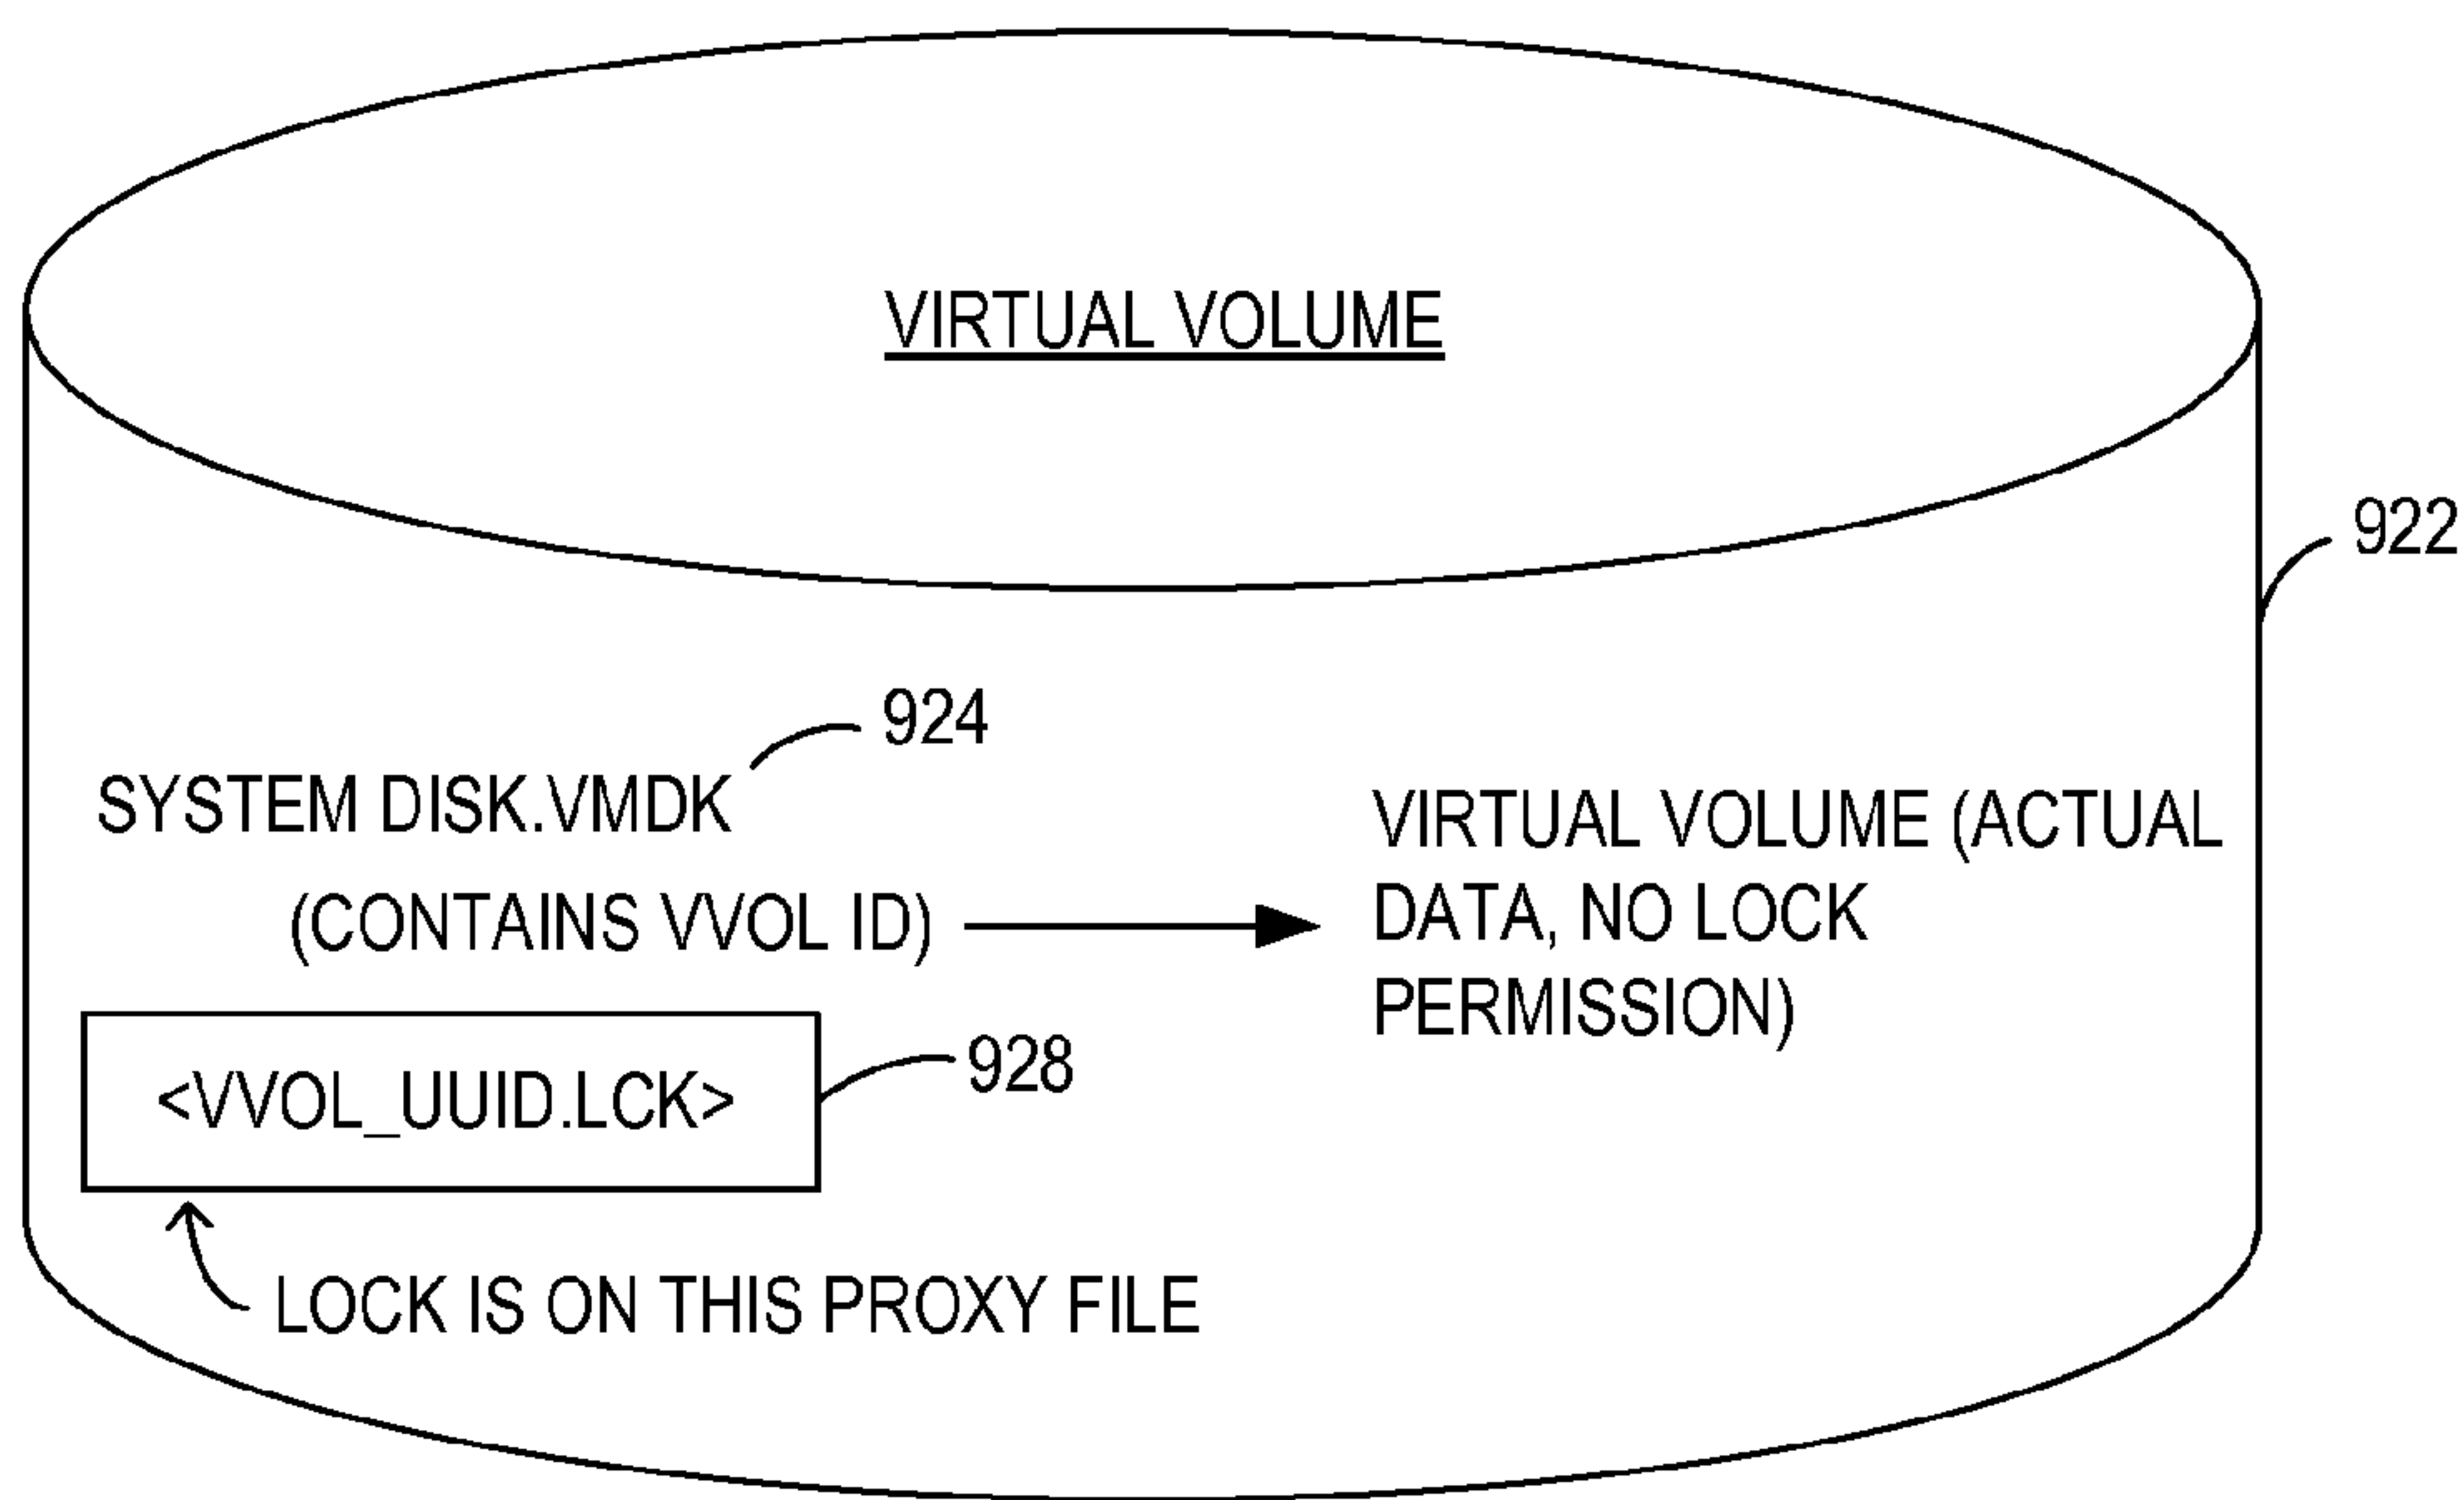 VIRTUAL VOLUME
922
924
SYSTEM DISK.VMDK
(CONTAINS VVOL ID)
VIRTUAL VOLUME (ACTUAL
DATA, NO LOCK
PERMISSION)
928
<VVOL_UUID.LCK>
LOCK IS ON THIS PROXY FILE